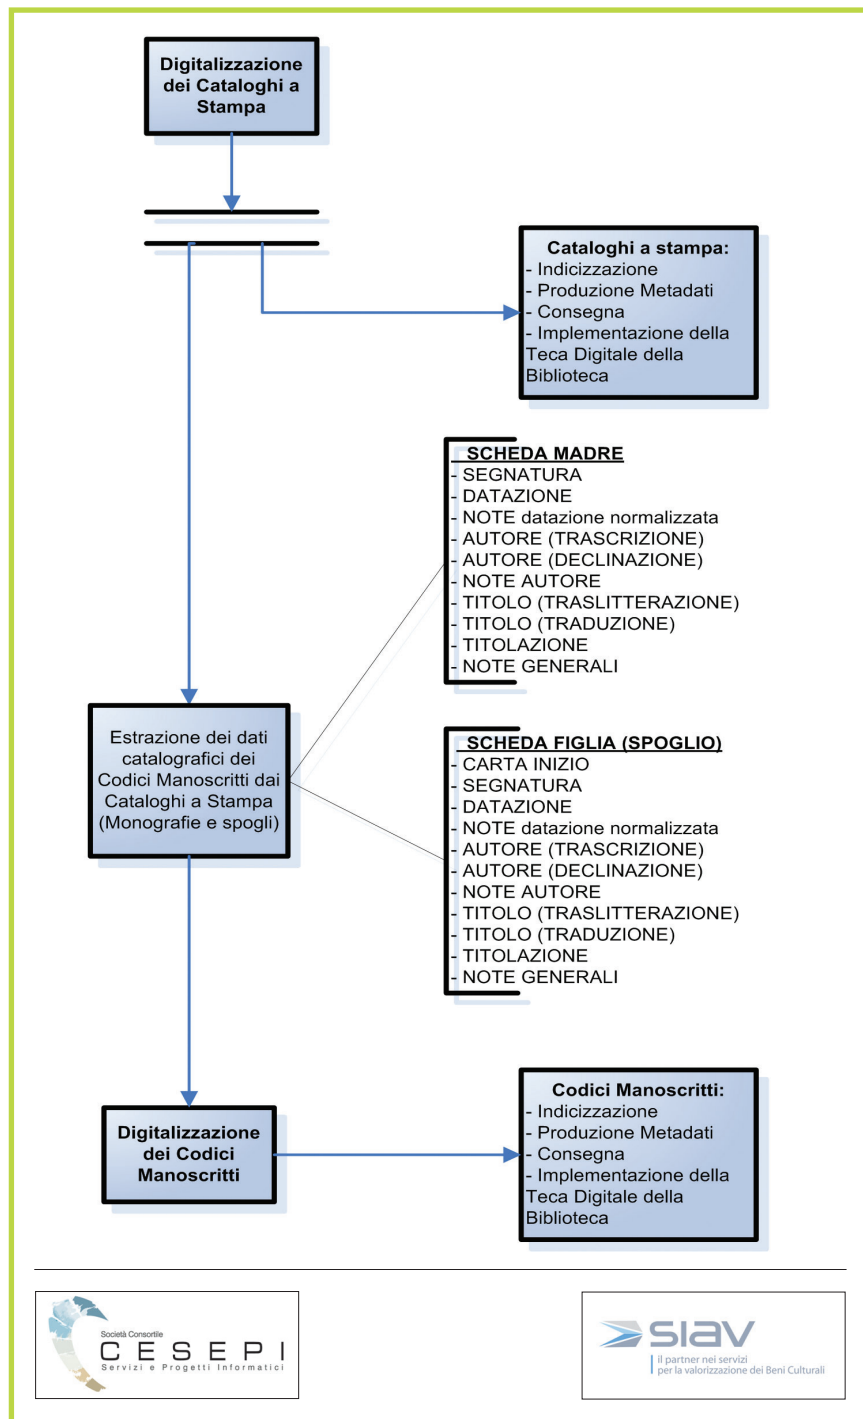 Digitalizzazione
dei Cataloghi a
Stampa
Cataloghi a stampa:
- Indicizzazione
- Produzione Metadati
- Consegna
- Implementazione della
Teca Digitale della
Biblioteca
SCHEDA MADRE
- SEGNATURA
- DATAZIONE
- NOTE datazione normalizzata
- AUTORE (TRASCRIZIONE)
- AUTORE (DECLINAZIONE)
- NOTE AUTORE
- TITOLO (TRASLITTERAZIONE)
- TITOLO (TRADUZIONE)
- TITOLAZIONE
- NOTE GENERALI
Estrazione dei dati
catalografici dei
Codici Manoscritti dai
Cataloghi a Stampa
(Monografie e spogli)
SCHEDA FIGLIA (SPOGLIO)
- CARTA INIZIO
- SEGNATURA
- DATAZIONE
- NOTE datazione normalizzata
- AUTORE (TRASCRIZIONE)
- AUTORE (DECLINAZIONE)
- NOTE AUTORE
- TITOLO (TRASLITTERAZIONE)
- TITOLO (TRADUZIONE)
- TITOLAZIONE
- NOTE GENERALI
Digitalizzazione
dei Codici
Manoscritti
Codici Manoscritti:
- Indicizzazione
- Produzione Metadati
- Consegna
- Implementazione della
Teca Digitale della
Biblioteca
Società Consortile
CESEPI
Servizi e Progetti Informatici
siav
il partner nei servizi
per la valorizzazione dei Beni Culturali